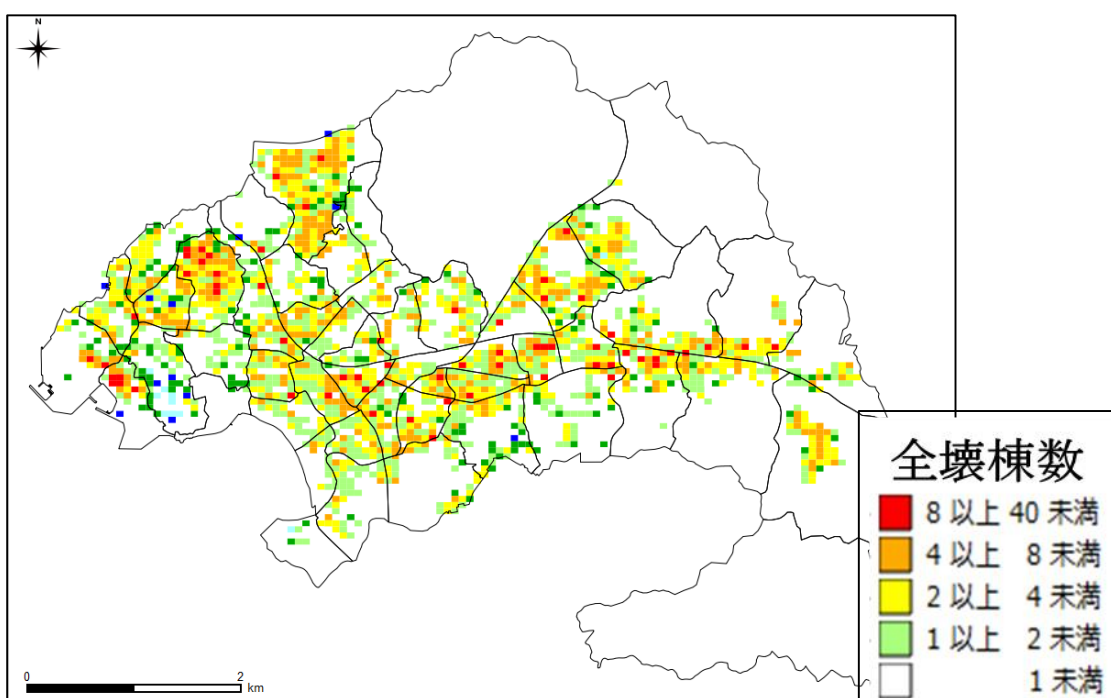 N
0 2
km
全壊棟数
8 以上 40 未満
4 以上 8 未満
2 以上 4 未満
1 以上 2 未満
1 未満